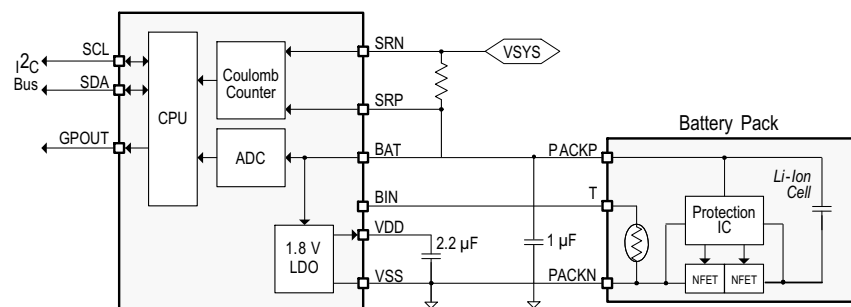 SCL
I2C
Bus
SDA
GPOUT
CPU
Coulomb
Counter
ADC
1.8 V
LDO
SRN
SRP
BAT
BIN
VDD
VSS
VSYS
2.2 µF
1 µF
Battery Pack
PACKP
T
PACKN
Li-Ion
Cell
Protection
IC
NFET
NFET